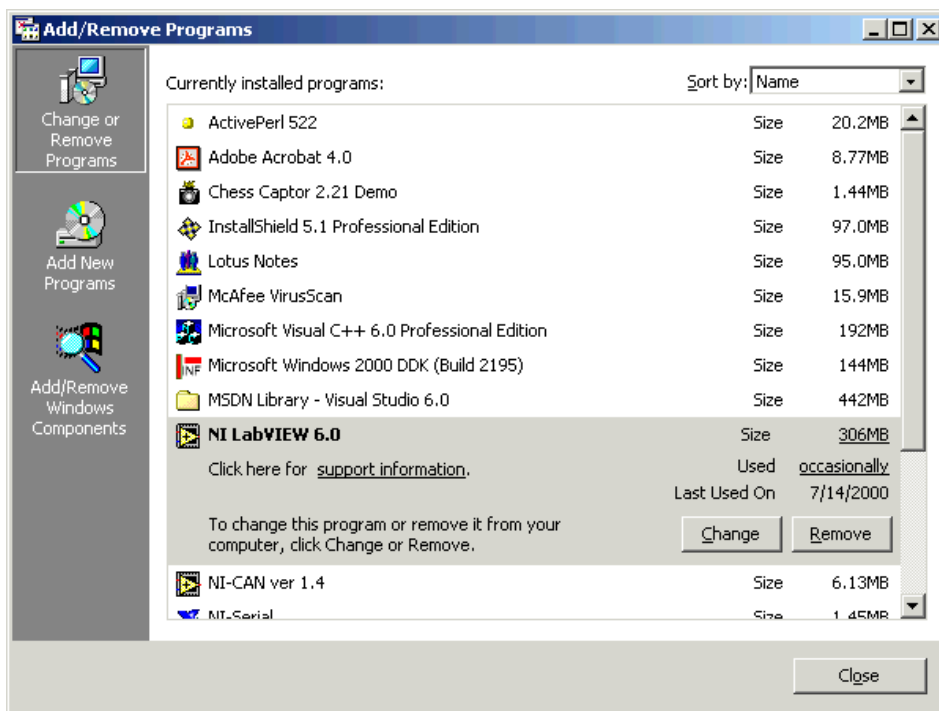 Add/Remove Programs
Change or
Remove
Programs
Add New
Programs
Add/Remove
Windows
Components
Currently installed programs:
Sort by: Name
ActivePerl 522 Size 20.2MB
Adobe Acrobat 4.0 Size 8.77MB
Chess Captor 2.21 Demo Size 1.44MB
InstallShield 5.1 Professional Edition Size 97.0MB
Lotus Notes Size 95.0MB
McAfee VirusScan Size 15.9MB
Microsoft Visual C++ 6.0 Professional Edition Size 192MB
INF
Microsoft Windows 2000 DDK (Build 2195) Size 144MB
MSDN Library - Visual Studio 6.0 Size 442MB
NI LabVIEW 6.0 Size 306MB
Click here for support information. Used occasionally
Last Used On 7/14/2000
To change this program or remove it from your
computer, click Change or Remove.
Change Remove
NI-CAN ver 1.4 Size 6.13MB
NI-Serial Size 1.45MB
Close